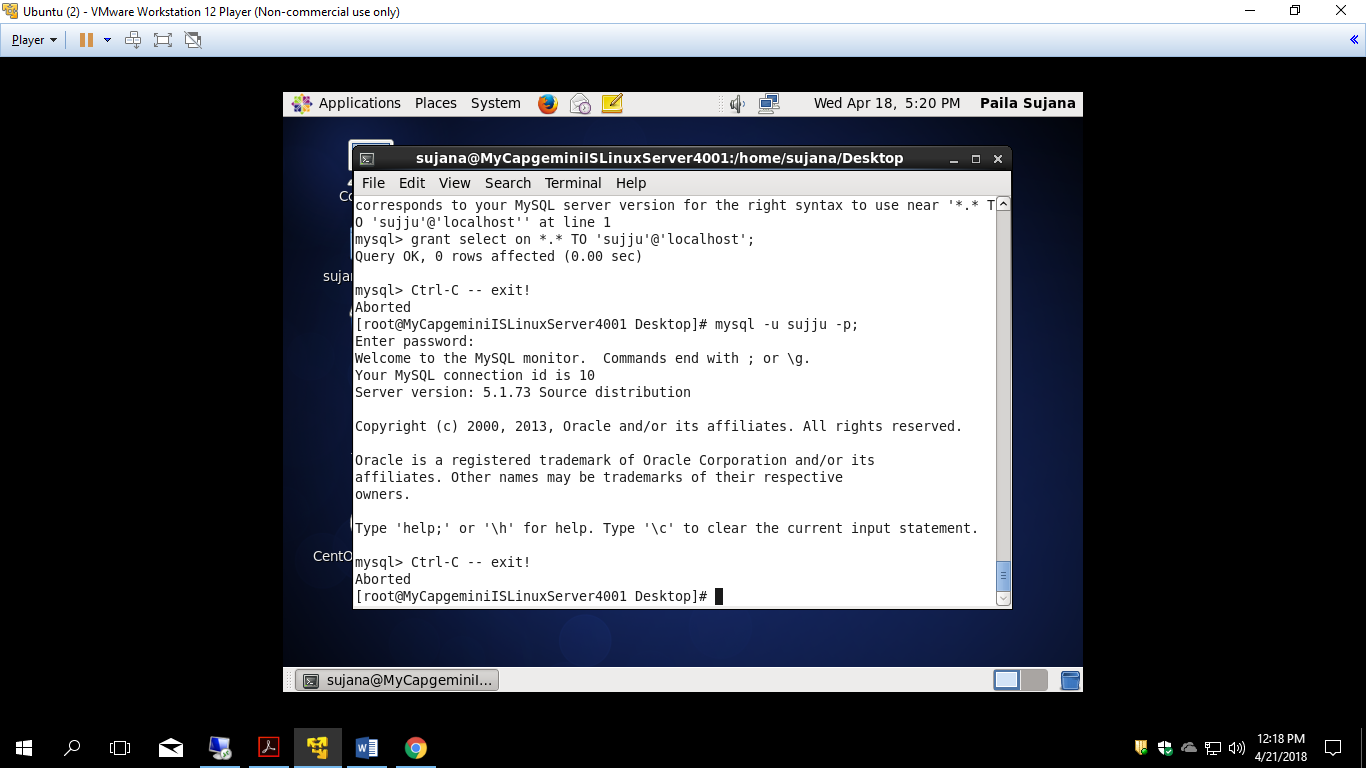 Ubuntu (2) - VMware Workstation 12 Player (Non-commercial use only)
Player
Applications Places System Wed Apr 18, 5:20 PM Paila Sujana
sujana@MyCapgeminiISLinuxServer4001:/home/sujana/Desktop
File Edit View Search Terminal Help
corresponds to your MySQL server version for the right syntax to use near '*.* T
O 'sujju'@'localhost'' at line 1
mysql> grant select on *.* TO 'sujju'@'localhost';
Query OK, 0 rows affected (0.00 sec)
mysql> Ctrl-C -- exit!
Aborted
[root@MyCapgeminiISLinuxServer4001 Desktop]# mysql -u sujju -p;
Enter password:
Welcome to the MySQL monitor.  Commands end with ; or \g.
Your MySQL connection id is 10
Server version: 5.1.73 Source distribution
Copyright (c) 2000, 2013, Oracle and/or its affiliates. All rights reserved.
Oracle is a registered trademark of Oracle Corporation and/or its
affiliates. Other names may be trademarks of their respective
owners.
Type 'help;' or '\h' for help. Type '\c' to clear the current input statement.
mysql> Ctrl-C -- exit!
Aborted
[root@MyCapgeminiISLinuxServer4001 Desktop]#
Co
suja
CentO
sujana@MyCapgeminiI...
12:18 PM
4/21/2018